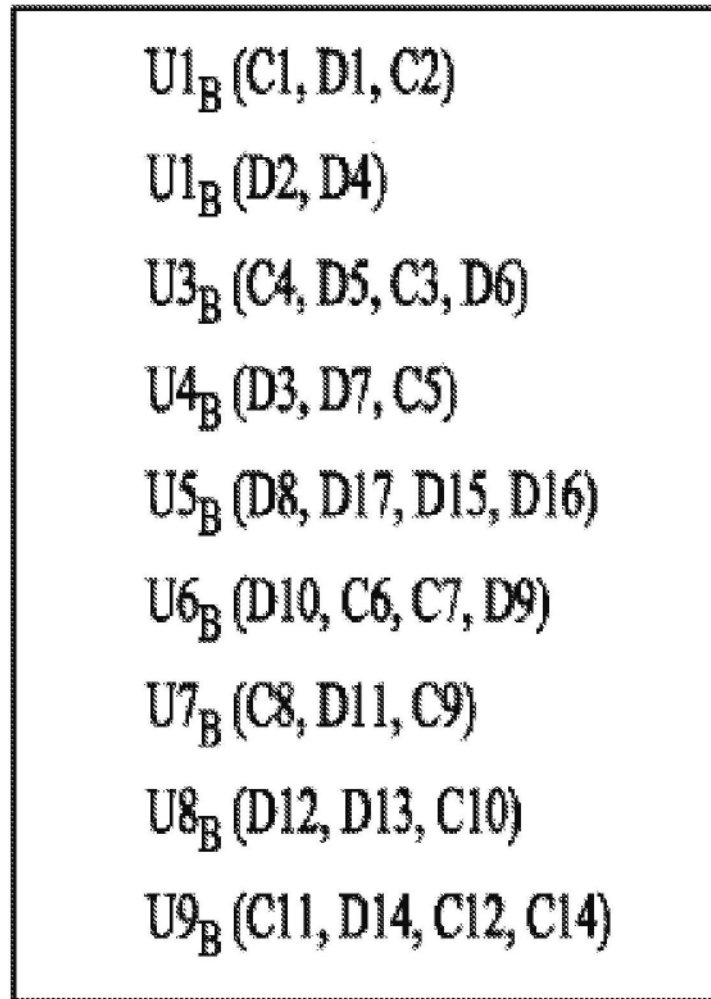 U1B (C1, D1, C2)
U1B (D2, D4)
U3B (C4, D5, C3, D6)
U4B (D3, D7, C5)
U5B (D8, D17, D15, D16)
U6B (D10, C6, C7, D9)
U7B (C8, D11, C9)
U8B (D12, D13, C10)
U9B (C11, D14, C12, C14)